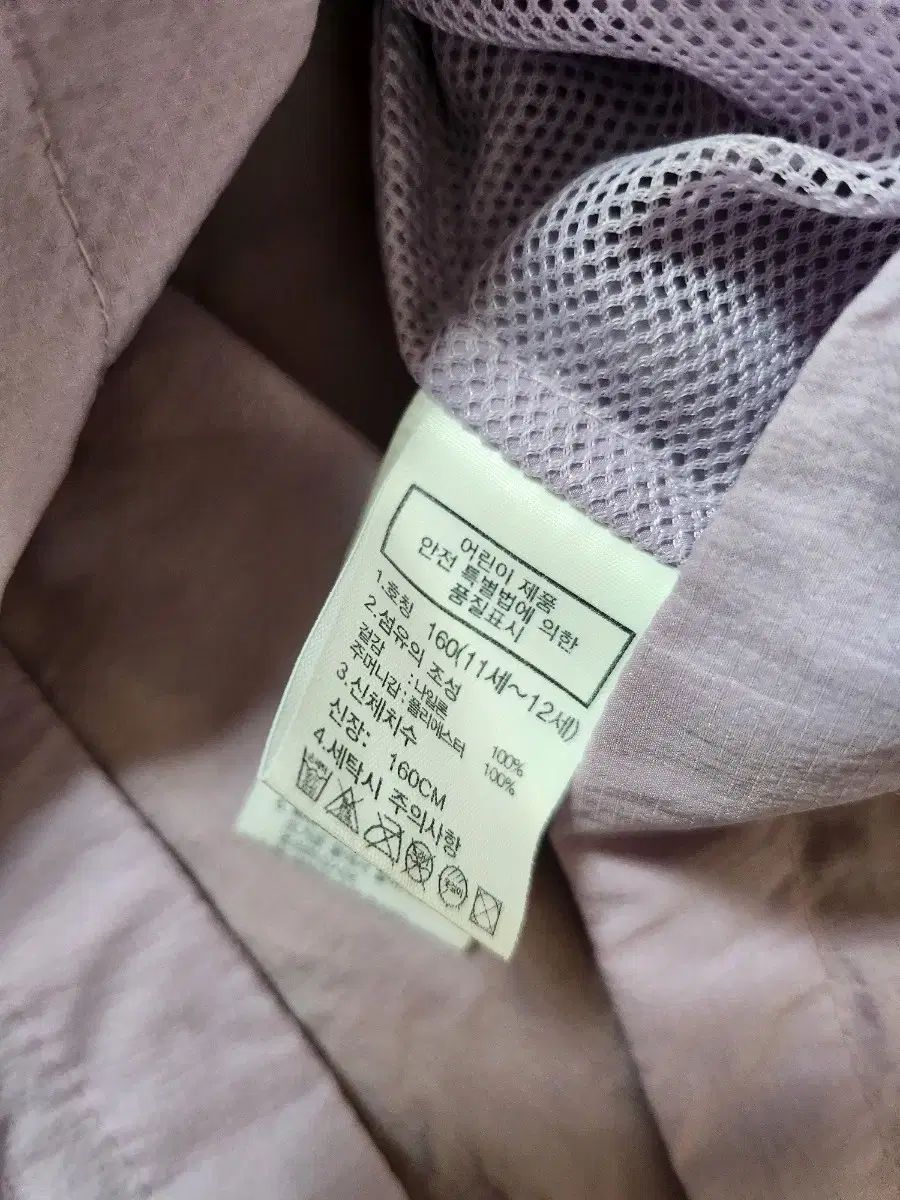 어린이 제품
안전 특별법에 의한
품질표시
1.호칭 160(11세~12세)
2.섬유의 조성
겉감 :나일론 100%
주머니감:폴리에스터 100%
3.신체치수
신장: 160CM
4.세탁시 주의사항